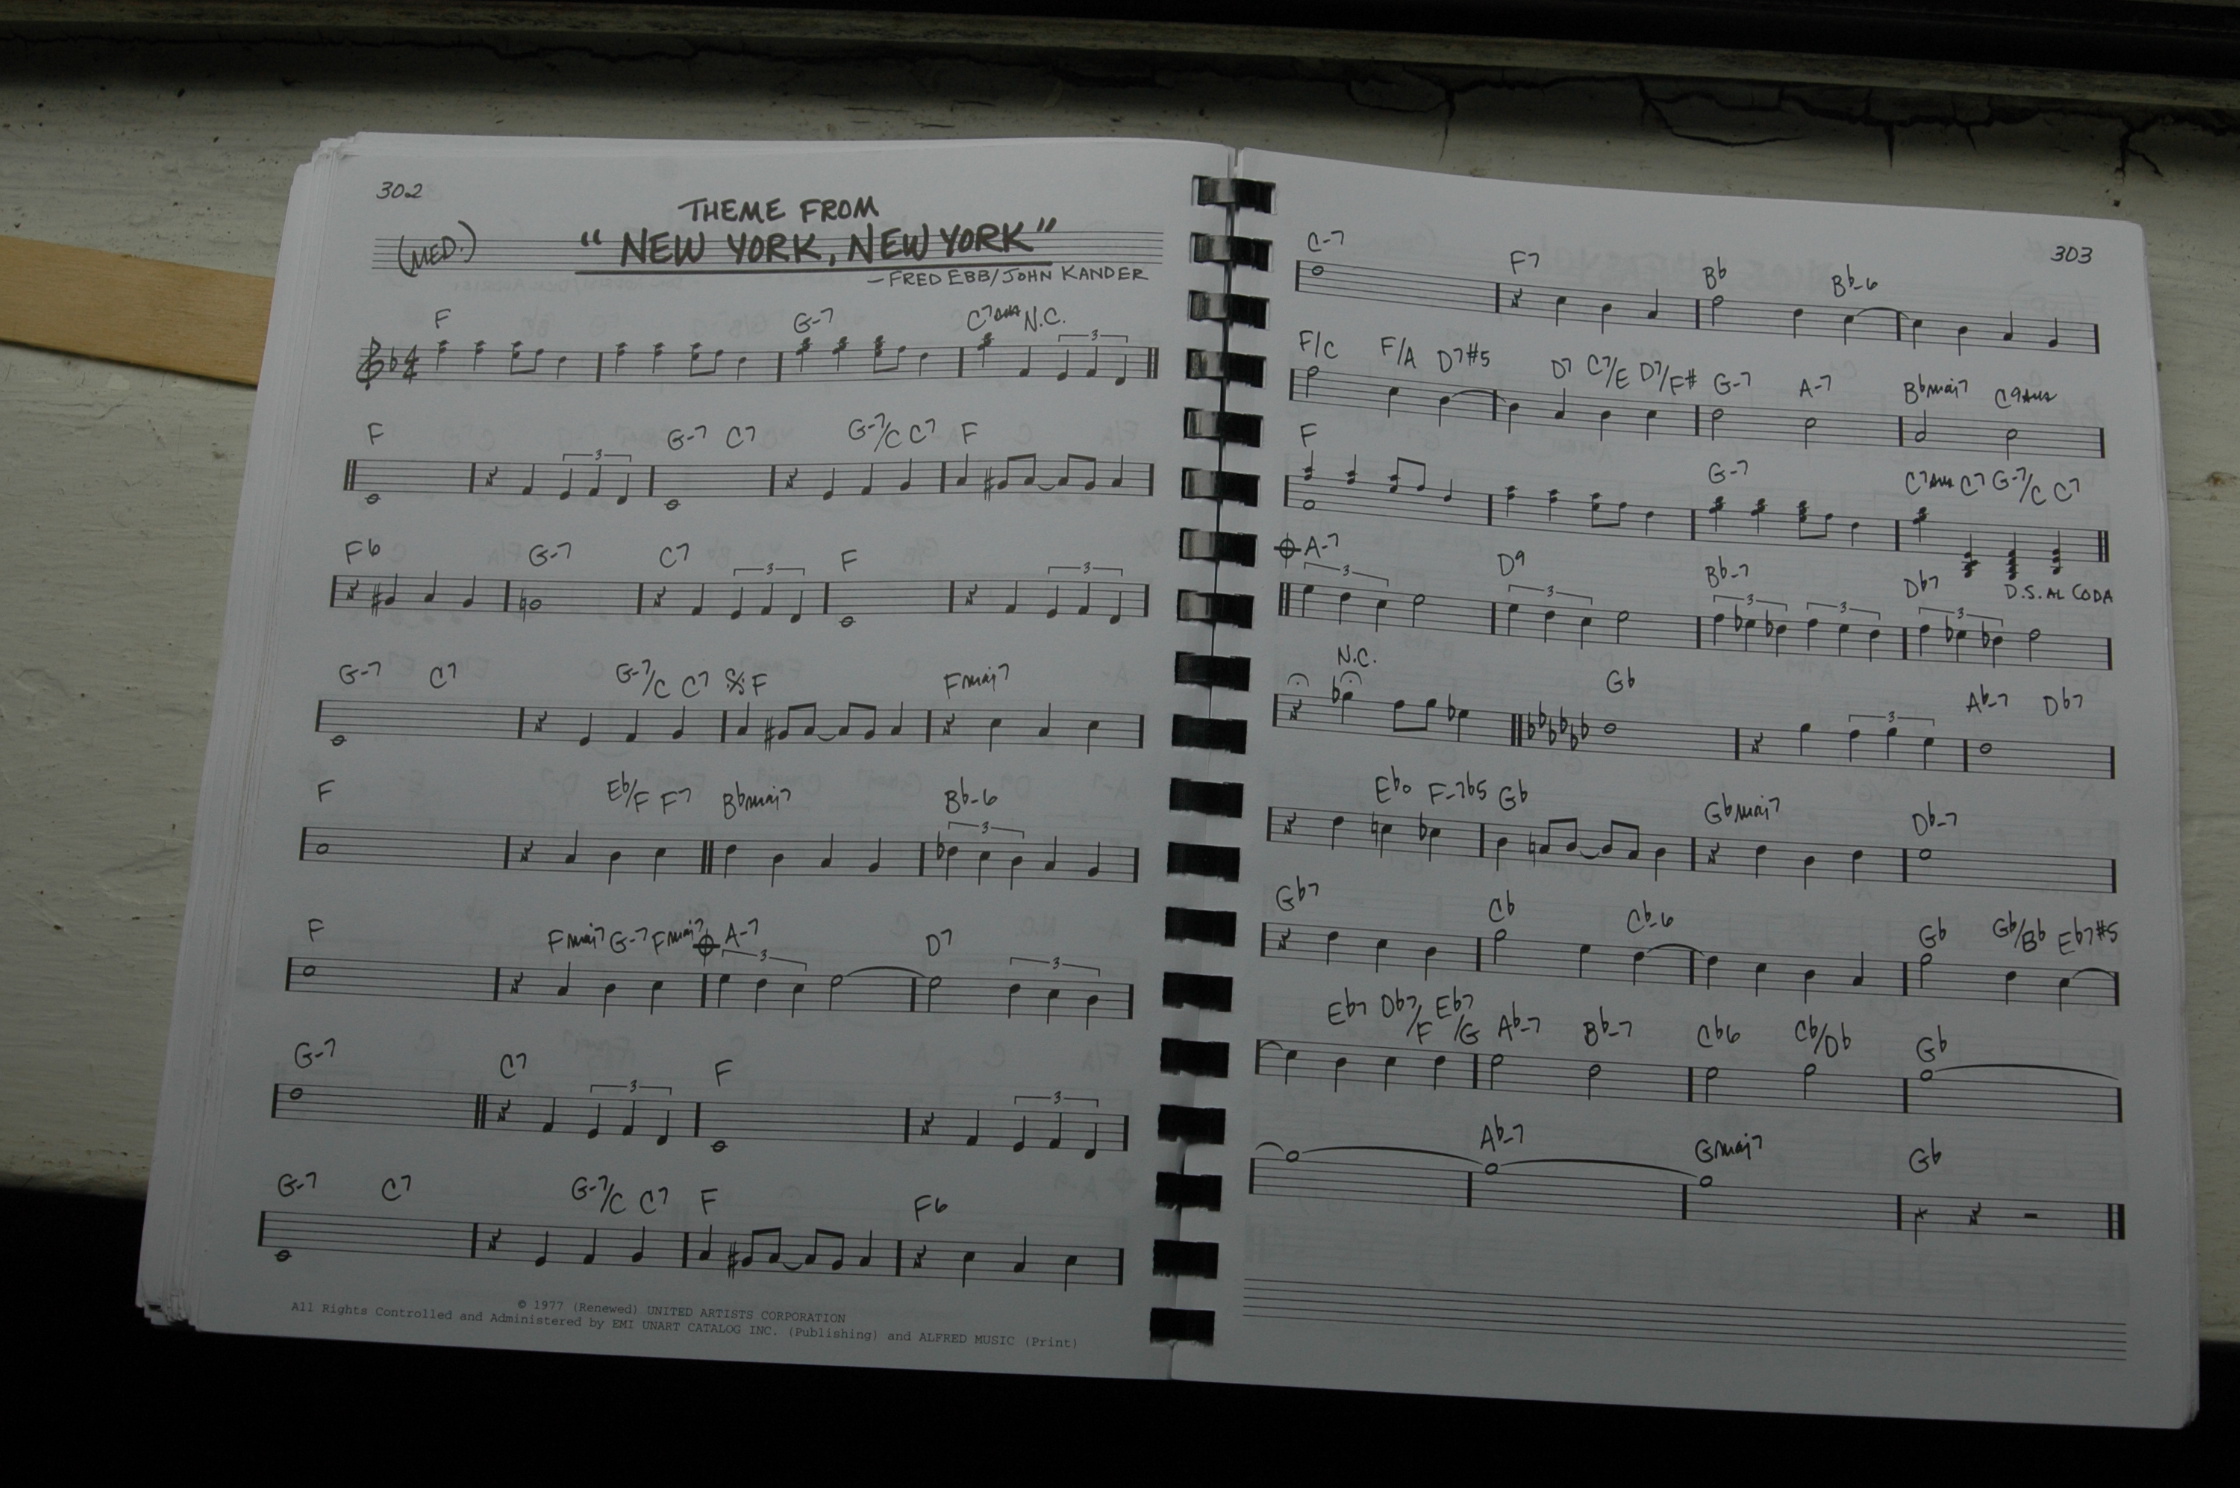 302
THEME FROM
(MED.) "NEW YORK, NEW YORK"
—FRED EBB/JOHN KANDER
F G-7 C7sus N.C.
3
F G-7 C7 G-7/C C7 F
3
F6 G-7 C7 F
3 3
G-7 C7 G-7/C C7 F Fmaj7
F Eb/F F7 Bbmaj7 Bb-6
3
F Fmaj7 G-7 Fmaj7 A-7 D7
3 3
G-7 C7 F
3 3
G-7 C7 G-7/C C7 F F6
© 1977 (Renewed) UNITED ARTISTS CORPORATION
All Rights Controlled and Administered by EMI UNART CATALOG INC. (Publishing) and ALFRED MUSIC (Print)
303
C-7 F7 Bb Bb-6
F/C F/A D7#5 D7 C7/E D7/F# G-7 A-7 Bbmaj7 C9sus
F G-7 C7sus C7 G-7/C C7
D.S. AL CODA
A-7 D9 Bb-7 Db7
3 3 3 3 3
N.C. Gb Ab-7 Db7
3
Ebo F-7b5 Gb Gbmaj7 Db-7
Gb7 Cb Cb-6 Gb Gb/Bb Eb7#5
Eb7 Db7/F Eb7/G Ab-7 Bb-7 Cb6 Cb/Db Gb
Ab-7 Gmaj7 Gb